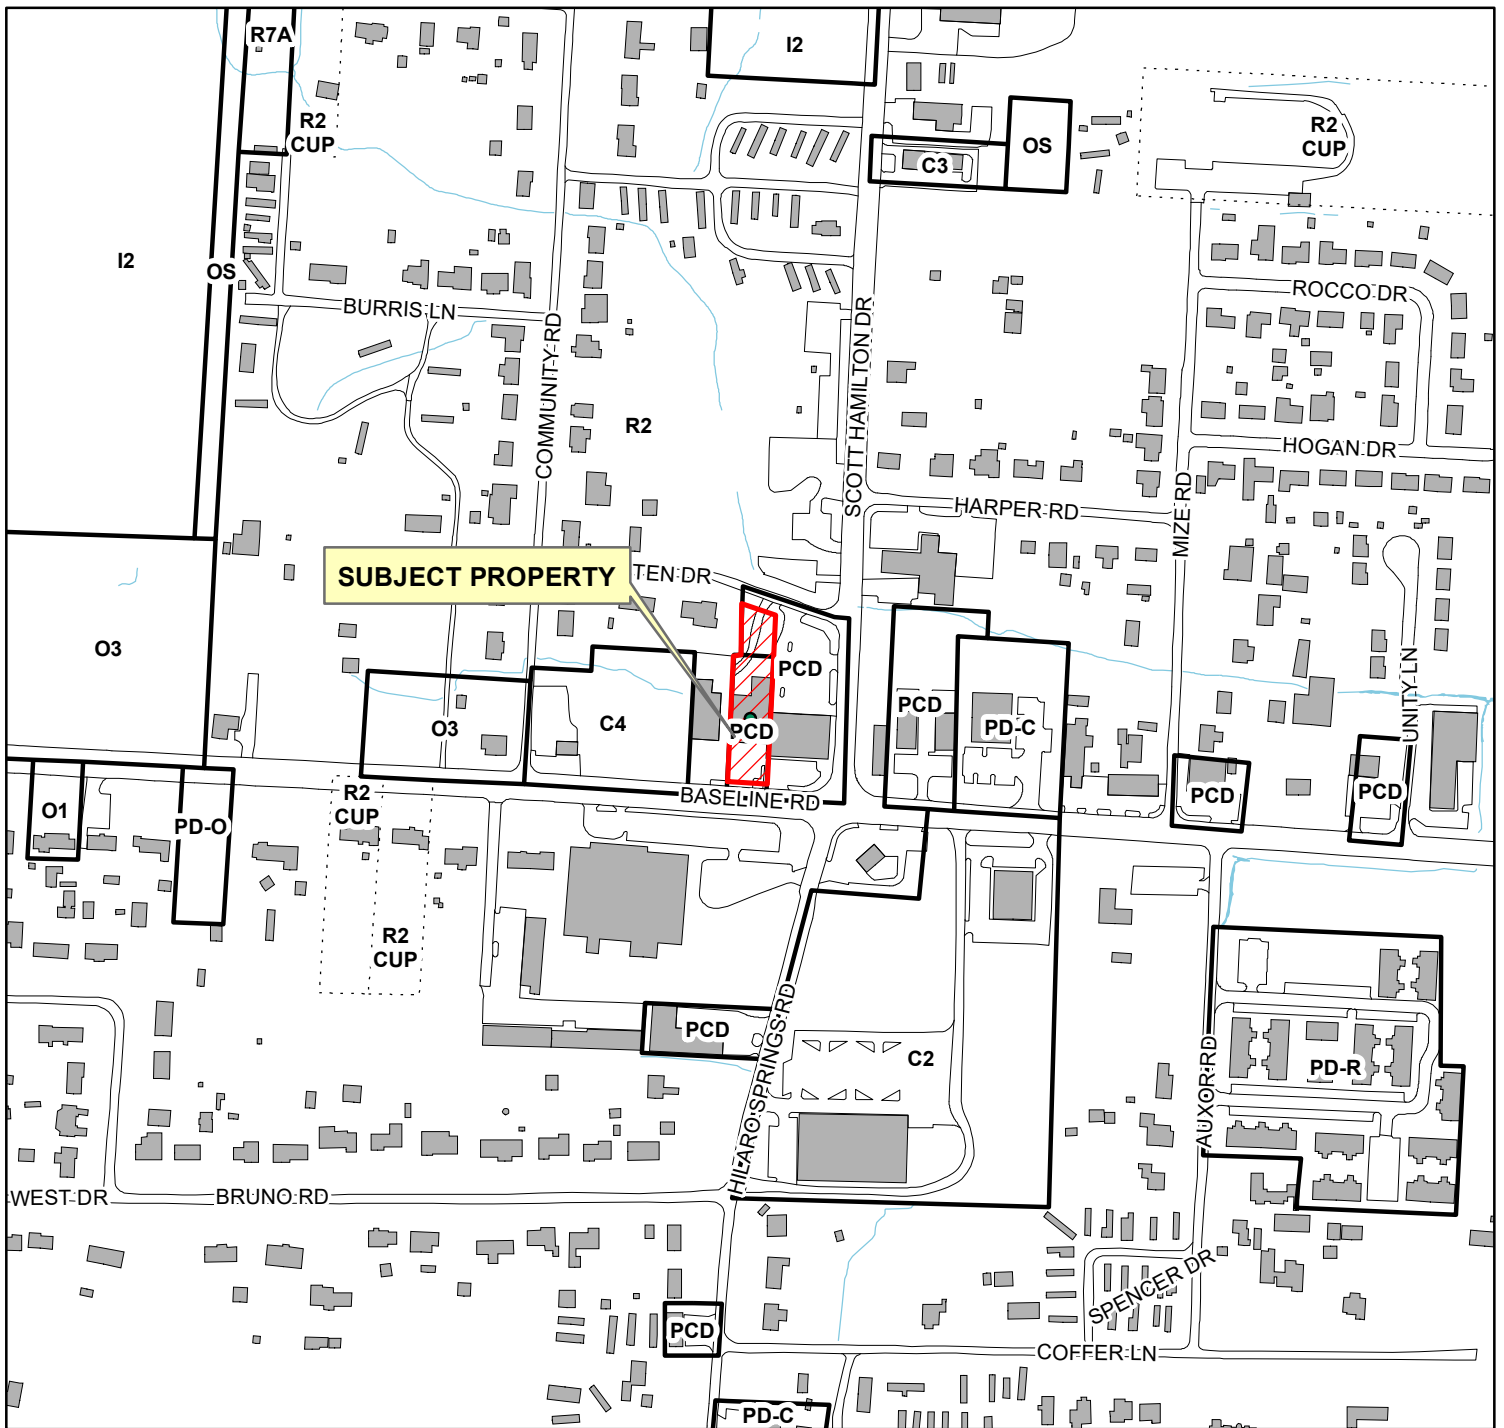 R7A
I2
R2
CUP
R2
CUP
OS
C3
I2
OS
ROCCO DR
BURRIS LN
SCOTT HAMILTON DR
COMMUNITY RD
R2
HOGAN DR
HARPER RD
MIZE RD
SUBJECT PROPERTY
TEN DR
O3
PCD
UNITY LN
O3
C4
PCD
PCD
PD-C
BASELINE RD
PCD
PCD
O1
PD-O
R2
CUP
R2
CUP
HILARO SPRINGS RD
PCD
C2
AUXOR RD
PD-R
WEST DR
BRUNO RD
SPENCER DR
PCD
COFFER LN
PD-C